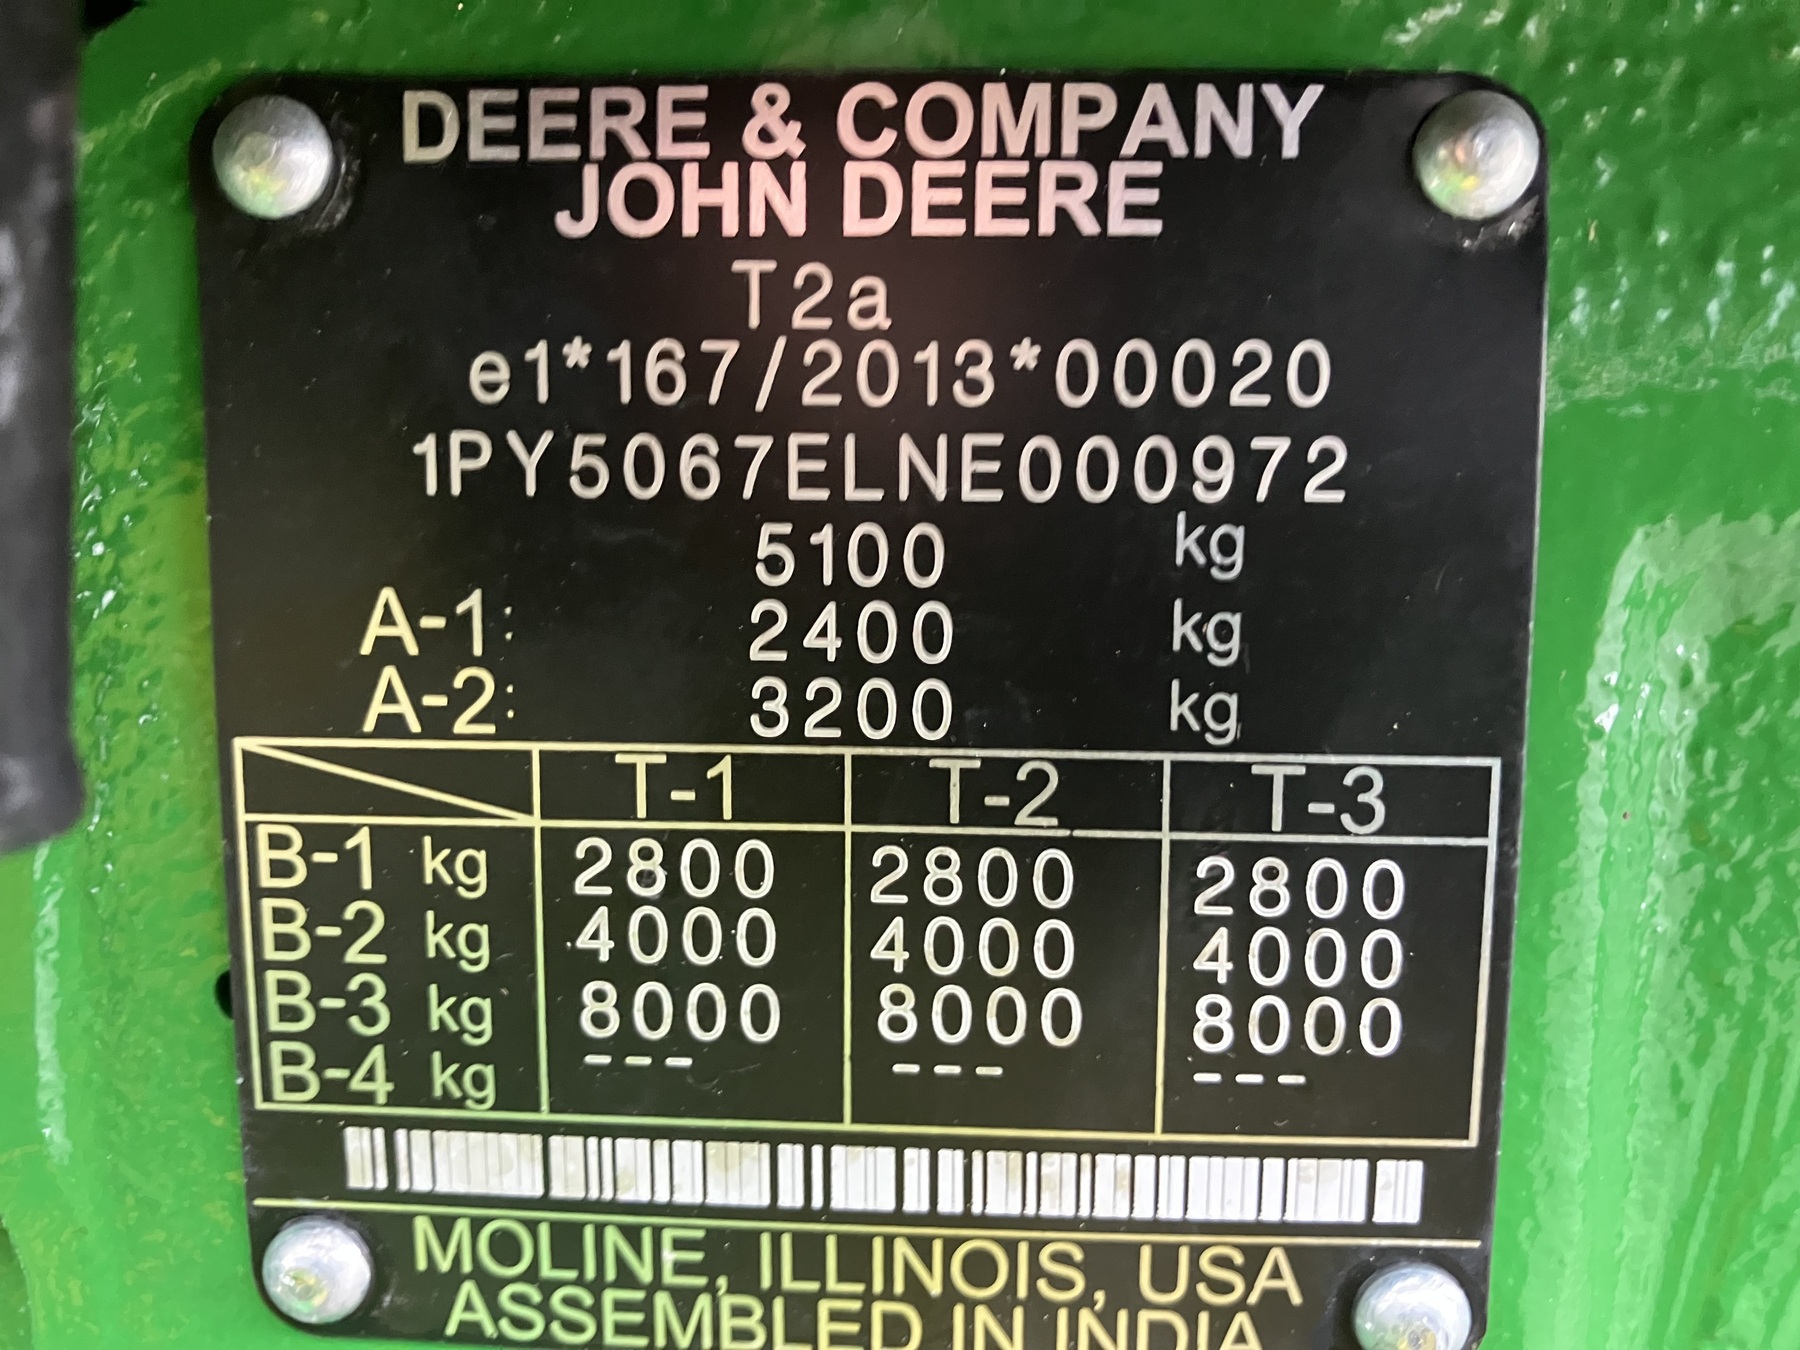 DEERE & COMPANY
JOHN DEERE
T2a
e1*167/2013*00020
1PY5067ELNE000972
5100 kg
A-1: 2400 kg
A-2: 3200 kg
T-1 T-2 T-3
B-1 kg 2800 2800 2800
B-2 kg 4000 4000 4000
B-3 kg 8000 8000 8000
B-4 kg --- --- ---
MOLINE, ILLINOIS, USA
ASSEMBLED IN INDIA